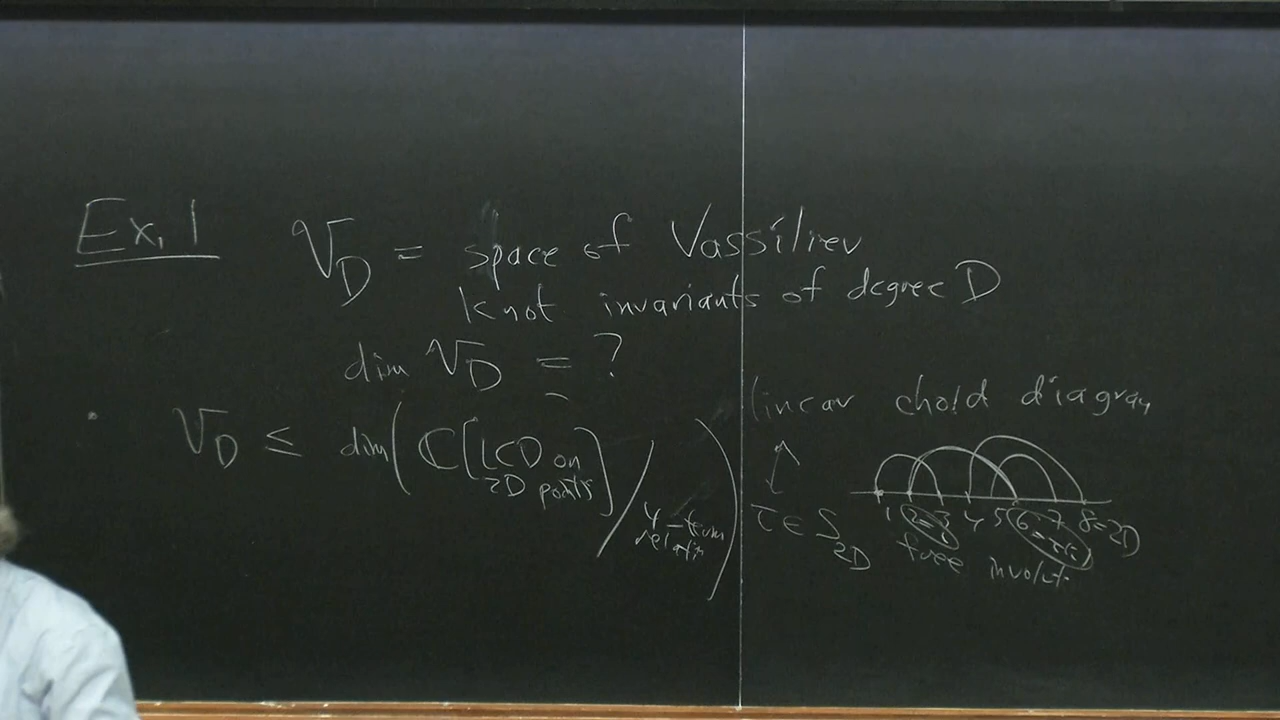 Ex. 1
V_D = space of Vassiliev
knot invariants of degree D
dim V_D = ?
V_D ≤ dim( ℂ[LCD on 2D points] / 4-term relatio )
linear chord diagram
τ ∈ S_2D
1 2 3 4 5 6 7 8=2D
free involut.